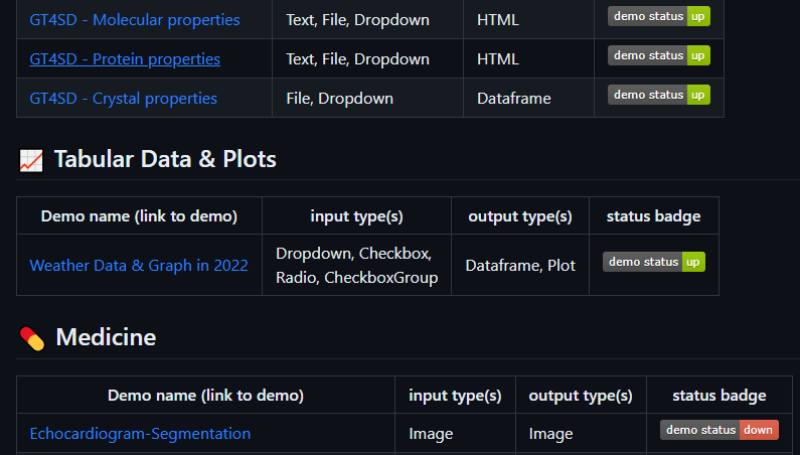 GT4SD - Molecular properties Text, File, Dropdown HTML demo status up
GT4SD - Protein properties Text, File, Dropdown HTML demo status up
GT4SD - Crystal properties File, Dropdown Dataframe demo status up
📈 Tabular Data & Plots
Demo name (link to demo) input type(s) output type(s) status badge
Weather Data & Graph in 2022 Dropdown, Checkbox, Dataframe, Plot demo status up
Radio, CheckboxGroup
💊 Medicine
Demo name (link to demo) input type(s) output type(s) status badge
Echocardiogram-Segmentation Image Image demo status down